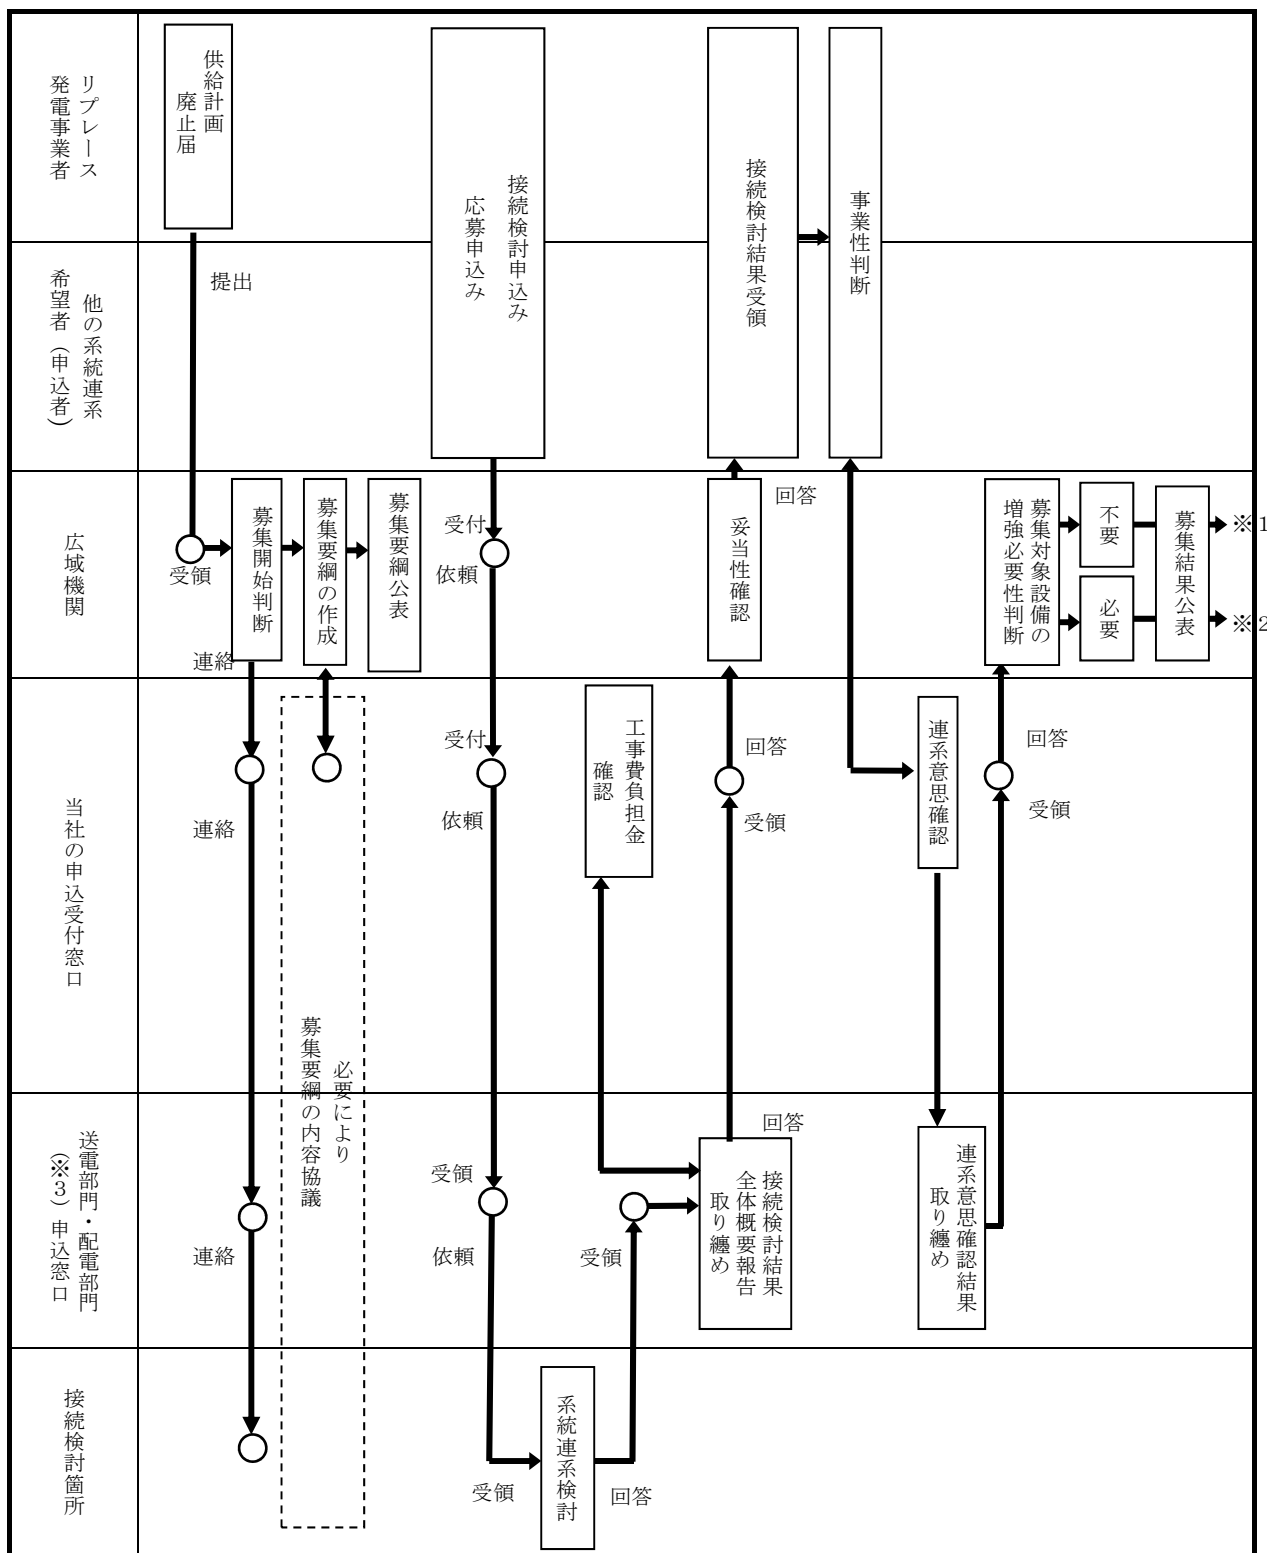 リプレース
発電事業者
他の系統連系
希望者（申込者）
広域機関
当社の申込受付窓口
送電部門・配電部門
（※３）申込窓口
接続検討箇所
供給計画
廃止届
提出
受領
募集開始判断
連絡
連絡
連絡
募集要綱の作成
募集要綱公表
必要により
募集要綱の内容協議
接続検討申込み
応募申込み
受付
依頼
受付
依頼
受領
依頼
受領
系統連系検討
回答
受領
工事費負担金
確認
接続検討結果
全体概要報告
取り纏め
回答
受領
回答
妥当性確認
回答
接続検討結果受領
事業性判断
連系意思確認
連系意思確認結果
取り纏め
受領
回答
募集対象設備の
増強必要性判断
不要
必要
募集結果公表
※1
※2